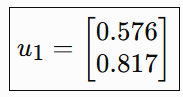 u1 = [0.576
0.817]